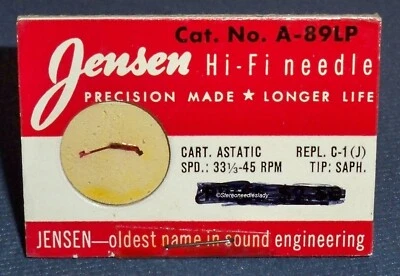 Cat. No. A-89LP
Jensen Hi-Fi needle
PRECISION MADE ★ LONGER LIFE
CART. ASTATIC REPL. C-1 (J)
SPD.: 33⅓-45 RPM TIP: SAPH.
©Stereoneedleslady
JENSEN—oldest name in sound engineering